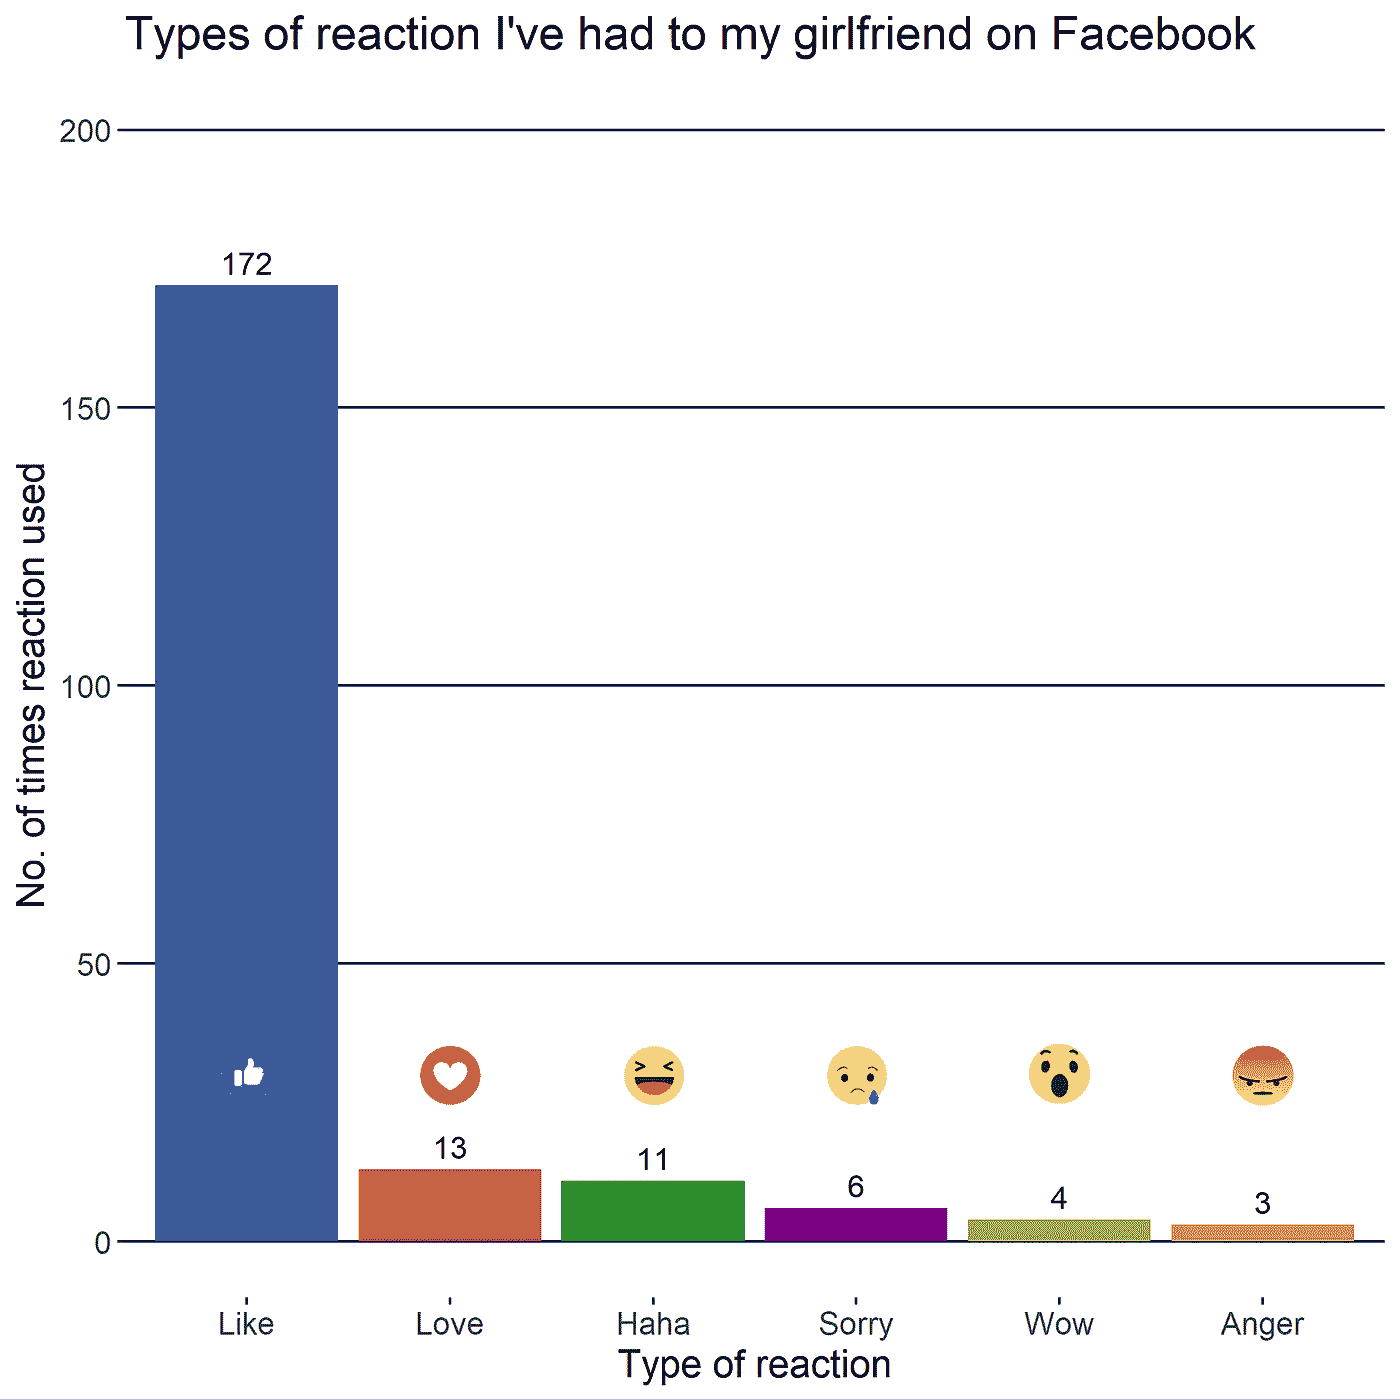 Types of reaction I've had to my girlfriend on Facebook
No. of times reaction used
200
150
100
50
0
172
13
11
6
4
3
Like
Love
Haha
Sorry
Wow
Anger
Type of reaction